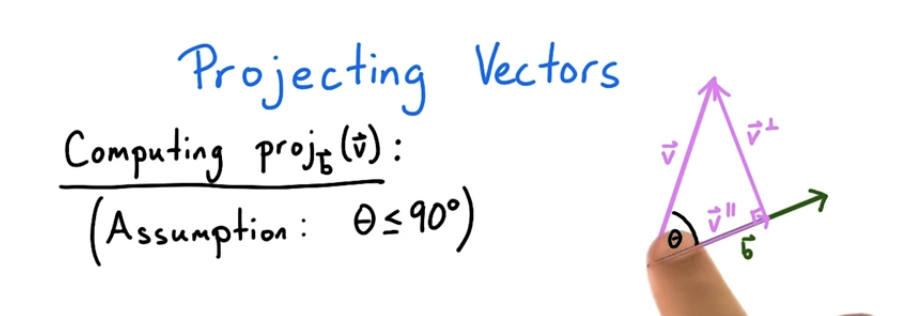 Projecting Vectors
Computing proj_b⃗ (v⃗):
(Assumption: θ ≤ 90°)
v⃗
v⃗⊥
v⃗∥
θ
b⃗